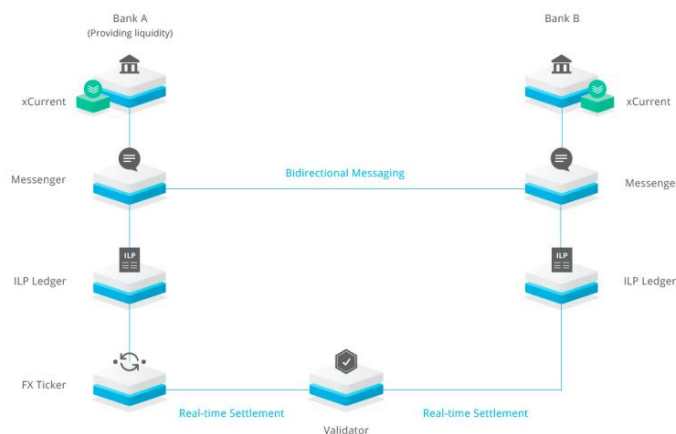 Bank A
(Providing liquidity)
Bank B
xCurrent
xCurrent
Messenger
Bidirectional Messaging
Messenge
ILP
ILP
ILP Ledger
ILP Ledger
FX Ticker
Real-time Settlement
Real-time Settlement
Validator